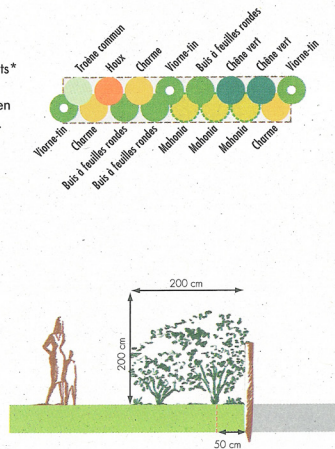 ts*
en
Troène commun
Houx
Charme
Viorne-tin
Buis à feuilles rondes
Chêne vert
Chêne vert
Viorne-tin
Viorne-tin
Charme
Buis à feuilles rondes
Buis à feuilles rondes
Mahonia
Mahonia
Mahonia
Charme
200 cm
200 cm
50 cm